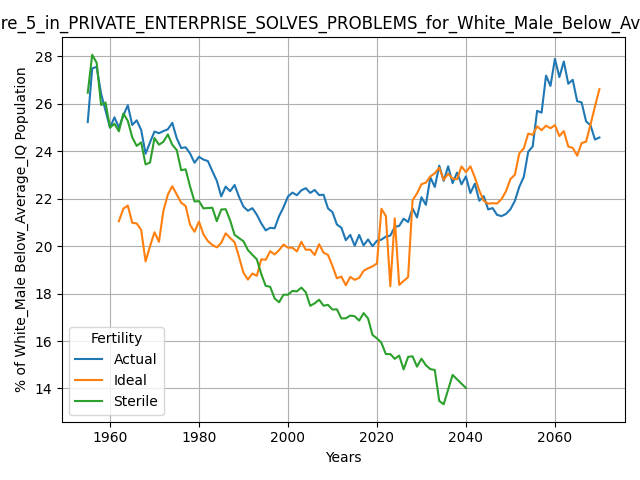 re_5_in_PRIVATE_ENTERPRISE_SOLVES_PROBLEMS_for_White_Male_Below_Av
% of White_Male Below_Average_IQ Population
28
26
24
22
20
18
16
14
Fertility
Actual
Ideal
Sterile
1960 1980 2000 2020 2040 2060
Years